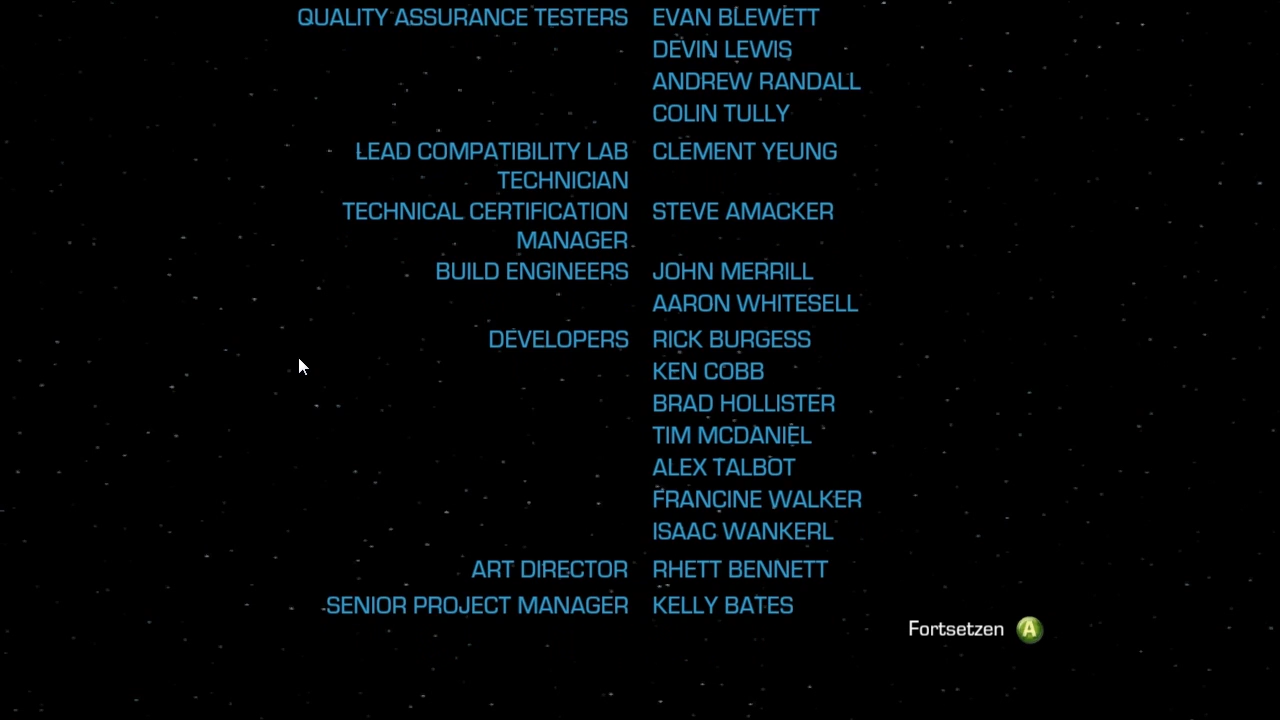 QUALITY ASSURANCE TESTERS EVAN BLEWETT
DEVIN LEWIS
ANDREW RANDALL
COLIN TULLY
LEAD COMPATIBILITY LAB CLEMENT YEUNG
TECHNICIAN
TECHNICAL CERTIFICATION STEVE AMACKER
MANAGER
BUILD ENGINEERS JOHN MERRILL
AARON WHITESELL
DEVELOPERS RICK BURGESS
KEN COBB
BRAD HOLLISTER
TIM MCDANIEL
ALEX TALBOT
FRANCINE WALKER
ISAAC WANKERL
ART DIRECTOR RHETT BENNETT
SENIOR PROJECT MANAGER KELLY BATES
Fortsetzen A